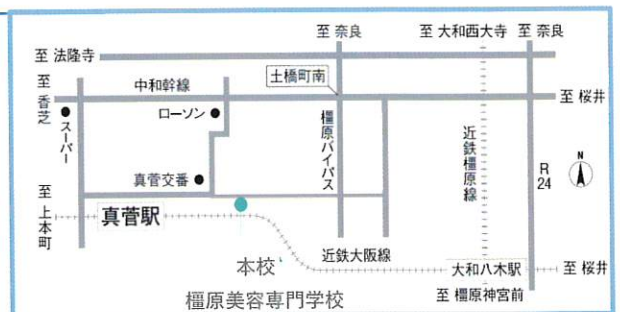 至 奈良
至 大和西大寺
至 奈良
至 法隆寺
土橋町南
至 香芝
中和幹線
至 桜井
スーパー
ローソン
橿原バイパス
近鉄橿原線
R24
N
真菅交番
至 上本町
真菅駅
本校
近鉄大阪線
大和八木駅
至 桜井
橿原美容専門学校
至 橿原神宮前